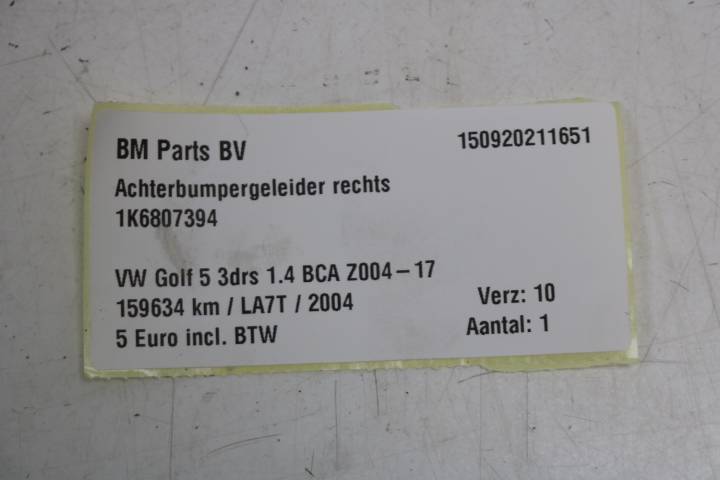 BM Parts BV 150920211651
Achterbumpergeleider rechts
1K6807394
VW Golf 5 3drs 1.4 BCA Z004-17
159634 km / LA7T / 2004 Verz: 10
5 Euro incl. BTW Aantal: 1